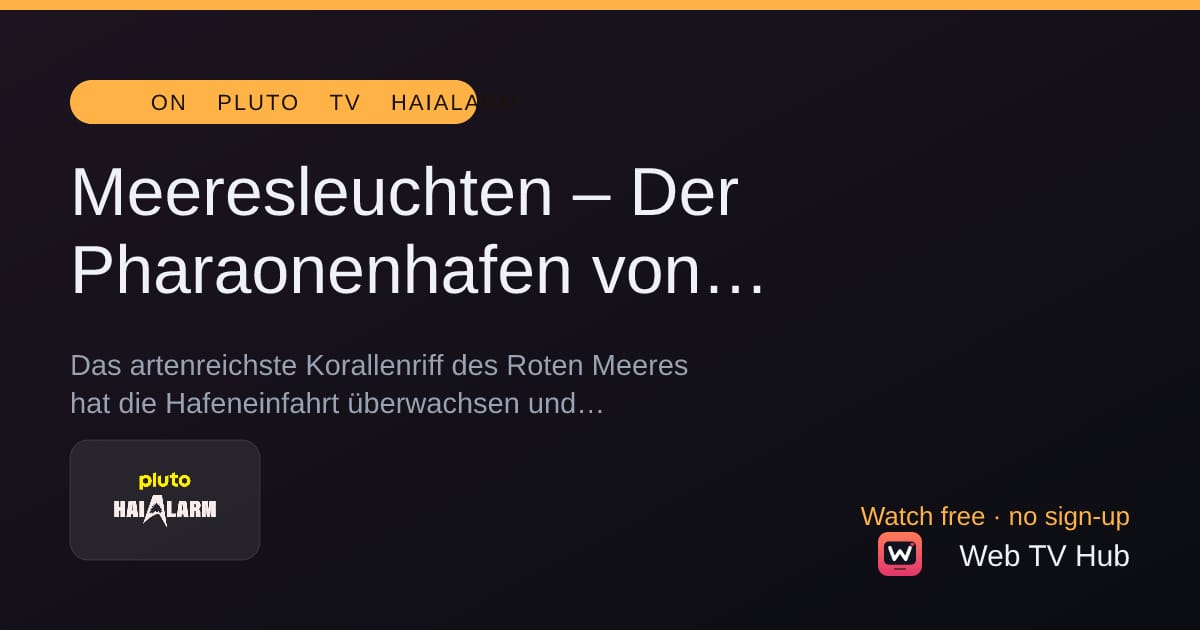 ON PLUTO TV HAIALARM
Meeresleuchten – Der
Pharaonenhafen von…
Das artenreichste Korallenriff des Roten Meeres
hat die Hafeneinfahrt überwachsen und…
pluto
HAIALARM
Watch free · no sign-up
W
Web TV Hub